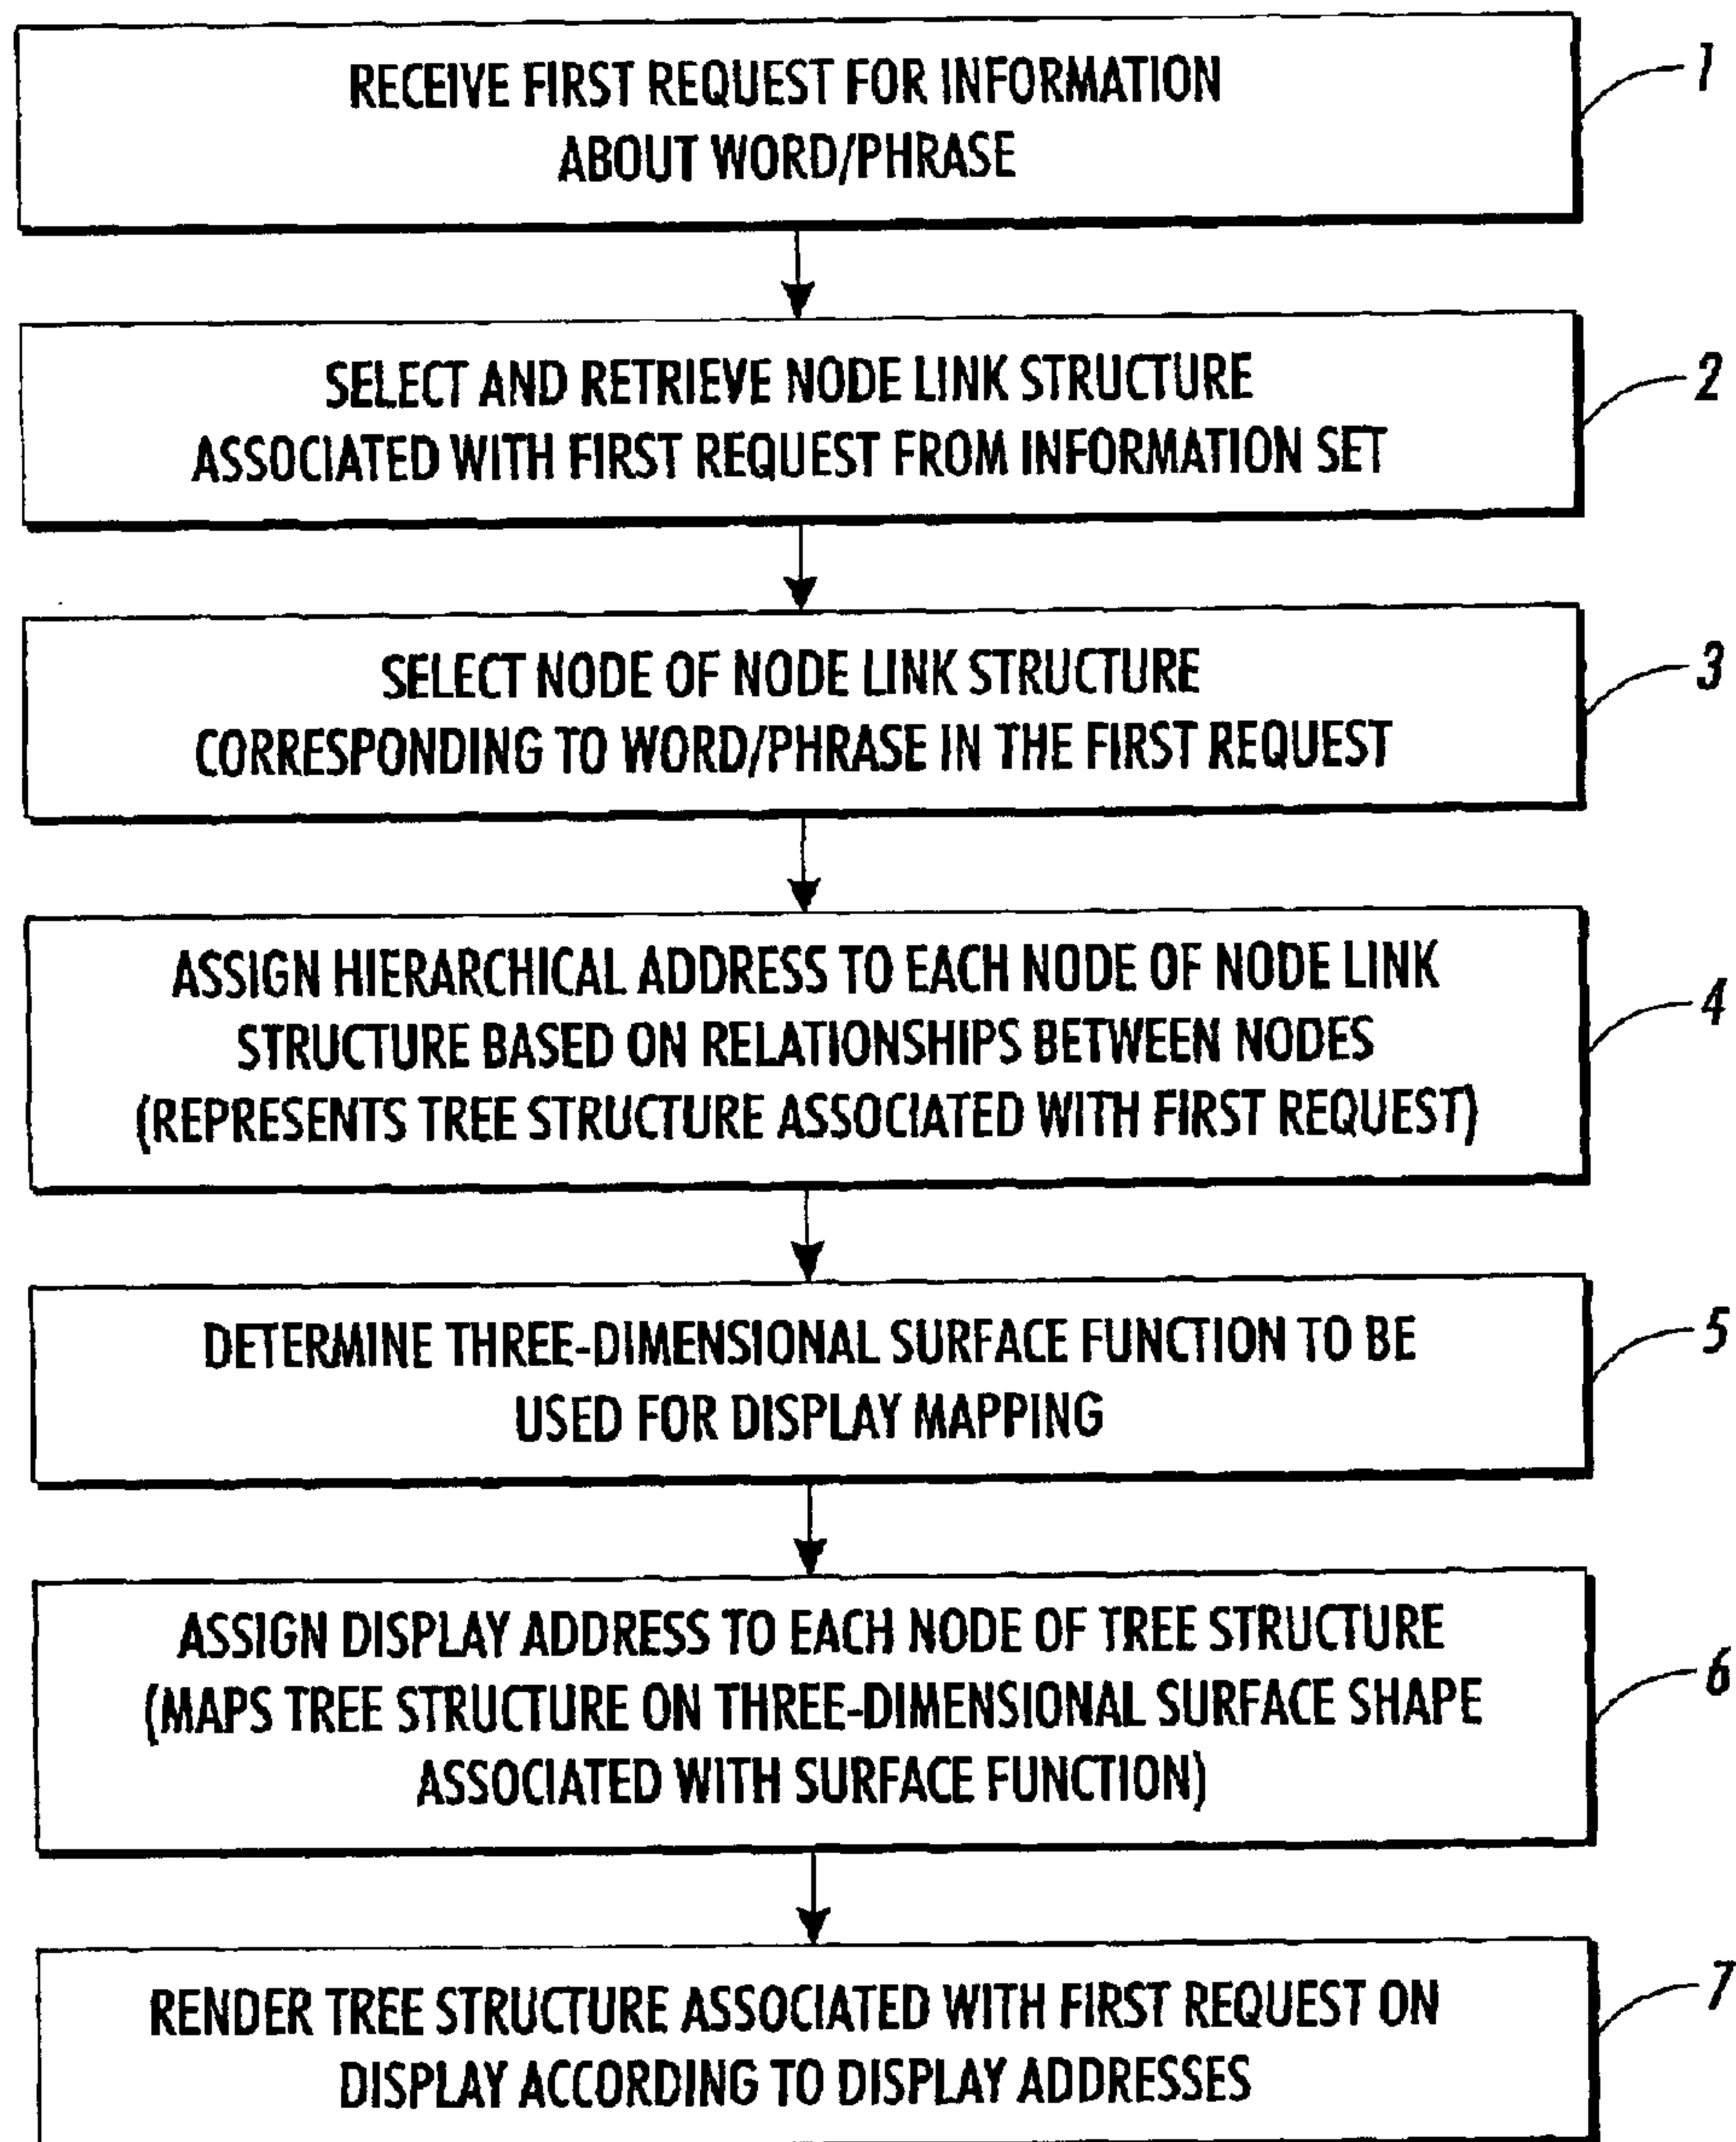 RECEIVE FIRST REQUEST FOR INFORMATION
ABOUT WORD/PHRASE
1
SELECT AND RETRIEVE NODE LINK STRUCTURE
ASSOCIATED WITH FIRST REQUEST FROM INFORMATION SET
2
SELECT NODE OF NODE LINK STRUCTURE
CORRESPONDING TO WORD/PHRASE IN THE FIRST REQUEST
3
ASSIGN HIERARCHICAL ADDRESS TO EACH NODE OF NODE LINK
STRUCTURE BASED ON RELATIONSHIPS BETWEEN NODES
(REPRESENTS TREE STRUCTURE ASSOCIATED WITH FIRST REQUEST)
4
DETERMINE THREE-DIMENSIONAL SURFACE FUNCTION TO BE
USED FOR DISPLAY MAPPING
5
ASSIGN DISPLAY ADDRESS TO EACH NODE OF TREE STRUCTURE
(MAPS TREE STRUCTURE ON THREE-DIMENSIONAL SURFACE SHAPE
ASSOCIATED WITH SURFACE FUNCTION)
6
RENDER TREE STRUCTURE ASSOCIATED WITH FIRST REQUEST ON
DISPLAY ACCORDING TO DISPLAY ADDRESSES
7